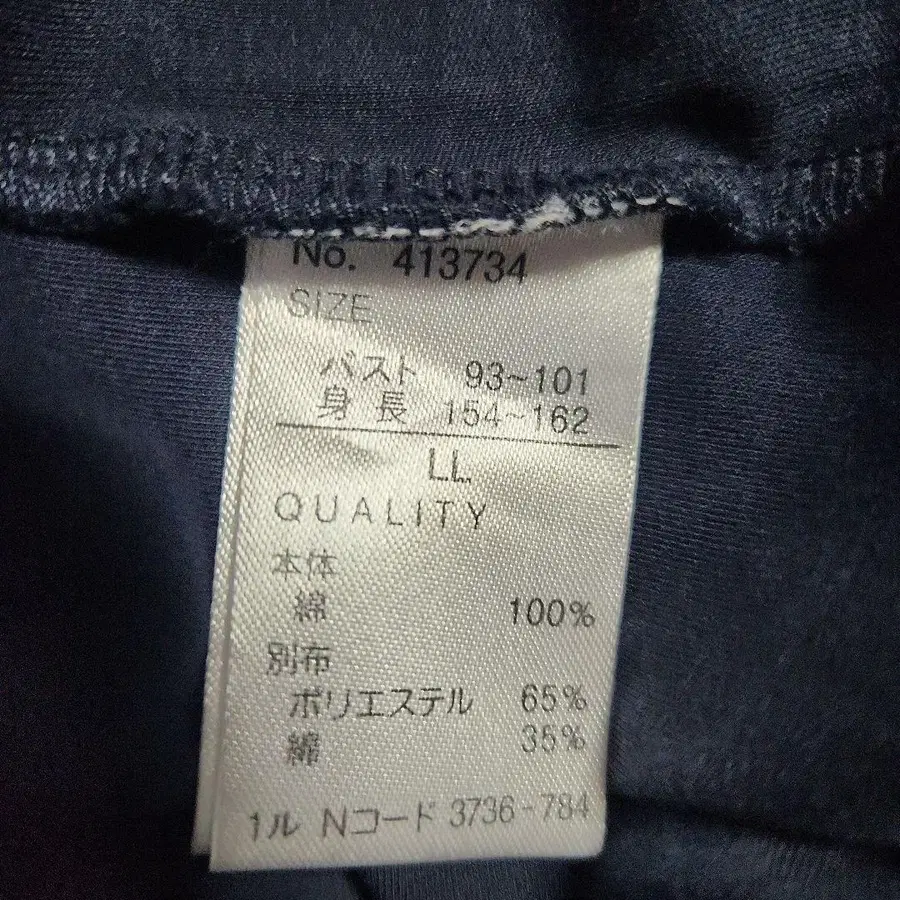 No. 413734
SIZE
バスト 93~101
身長 154~162
LL
QUALITY
本体
綿 100%
別布
ポリエステル 65%
綿 35%
1ル Nコード 3736-784